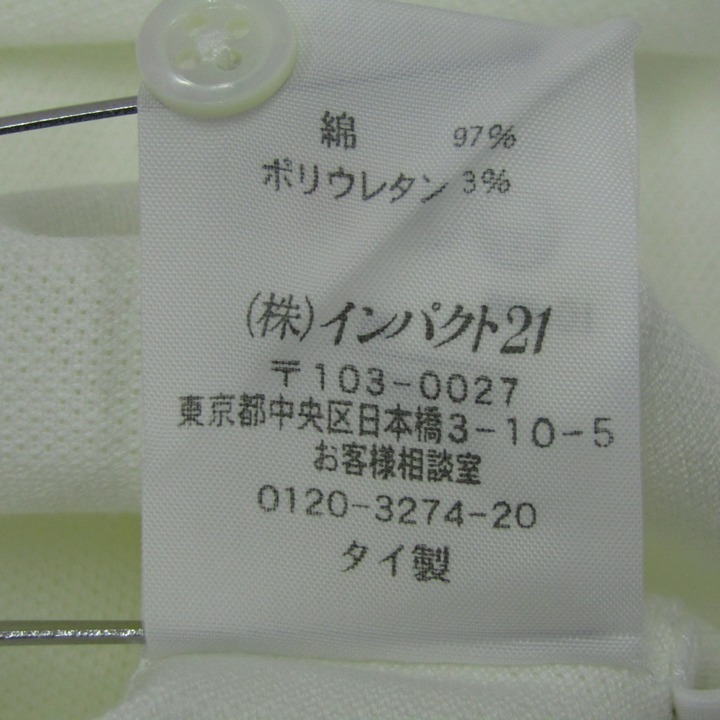 綿 97%
ポリウレタン 3%
(株)インパクト21
〒103-0027
東京都中央区日本橋3-10-5
お客様相談室
0120-3274-20
タイ製